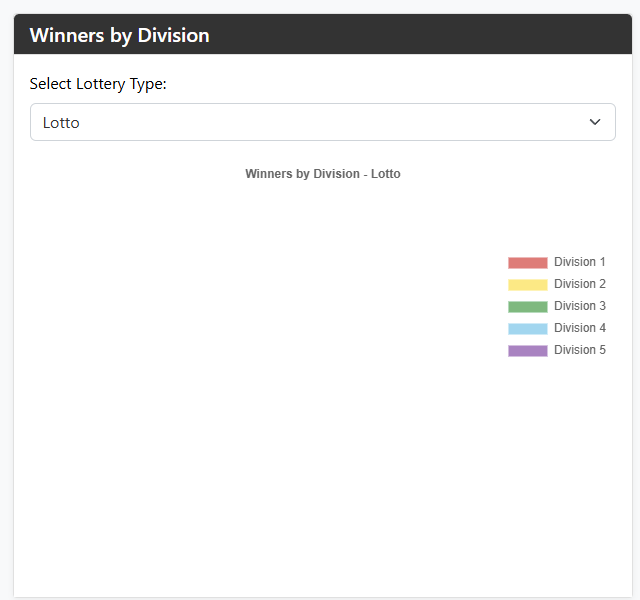 Winners by Division
Select Lottery Type:
Lotto
Winners by Division - Lotto
Division 1
Division 2
Division 3
Division 4
Division 5